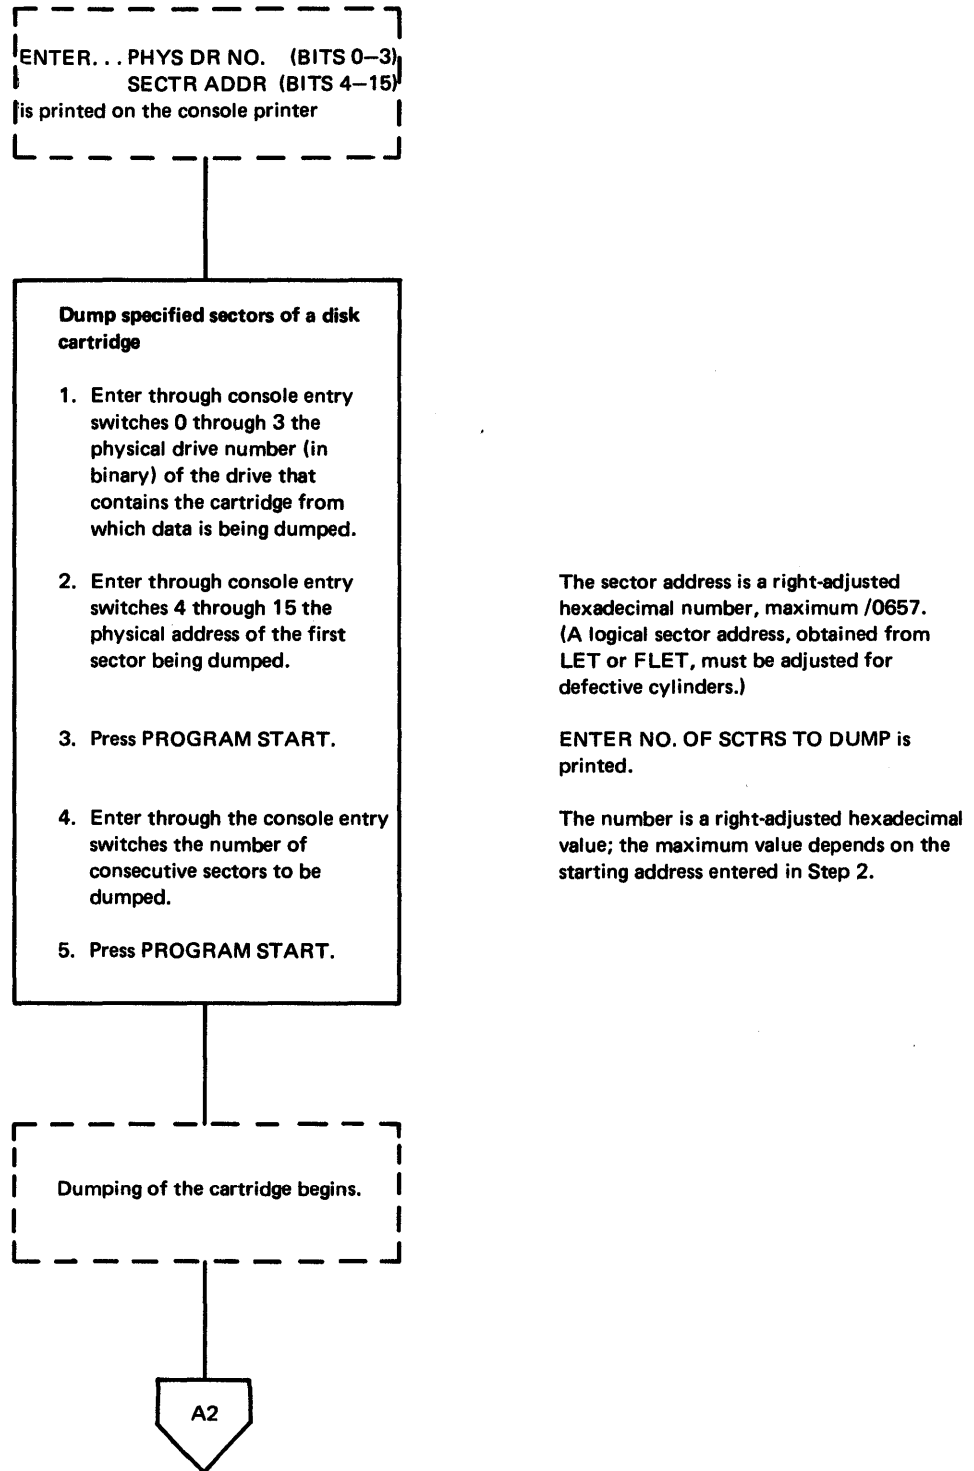 ENTER... PHYS DR NO. (BITS 0–3)
SECTR ADDR (BITS 4–15)
is printed on the console printer
Dump specified sectors of a disk
cartridge
1. Enter through console entry
switches 0 through 3 the
physical drive number (in
binary) of the drive that
contains the cartridge from
which data is being dumped.
2. Enter through console entry
switches 4 through 15 the
physical address of the first
sector being dumped.
The sector address is a right-adjusted
hexadecimal number, maximum /0657.
(A logical sector address, obtained from
LET or FLET, must be adjusted for
defective cylinders.)
3. Press PROGRAM START.
ENTER NO. OF SCTRS TO DUMP is
printed.
4. Enter through the console entry
switches the number of
consecutive sectors to be
dumped.
The number is a right-adjusted hexadecimal
value; the maximum value depends on the
starting address entered in Step 2.
5. Press PROGRAM START.
Dumping of the cartridge begins.
A2